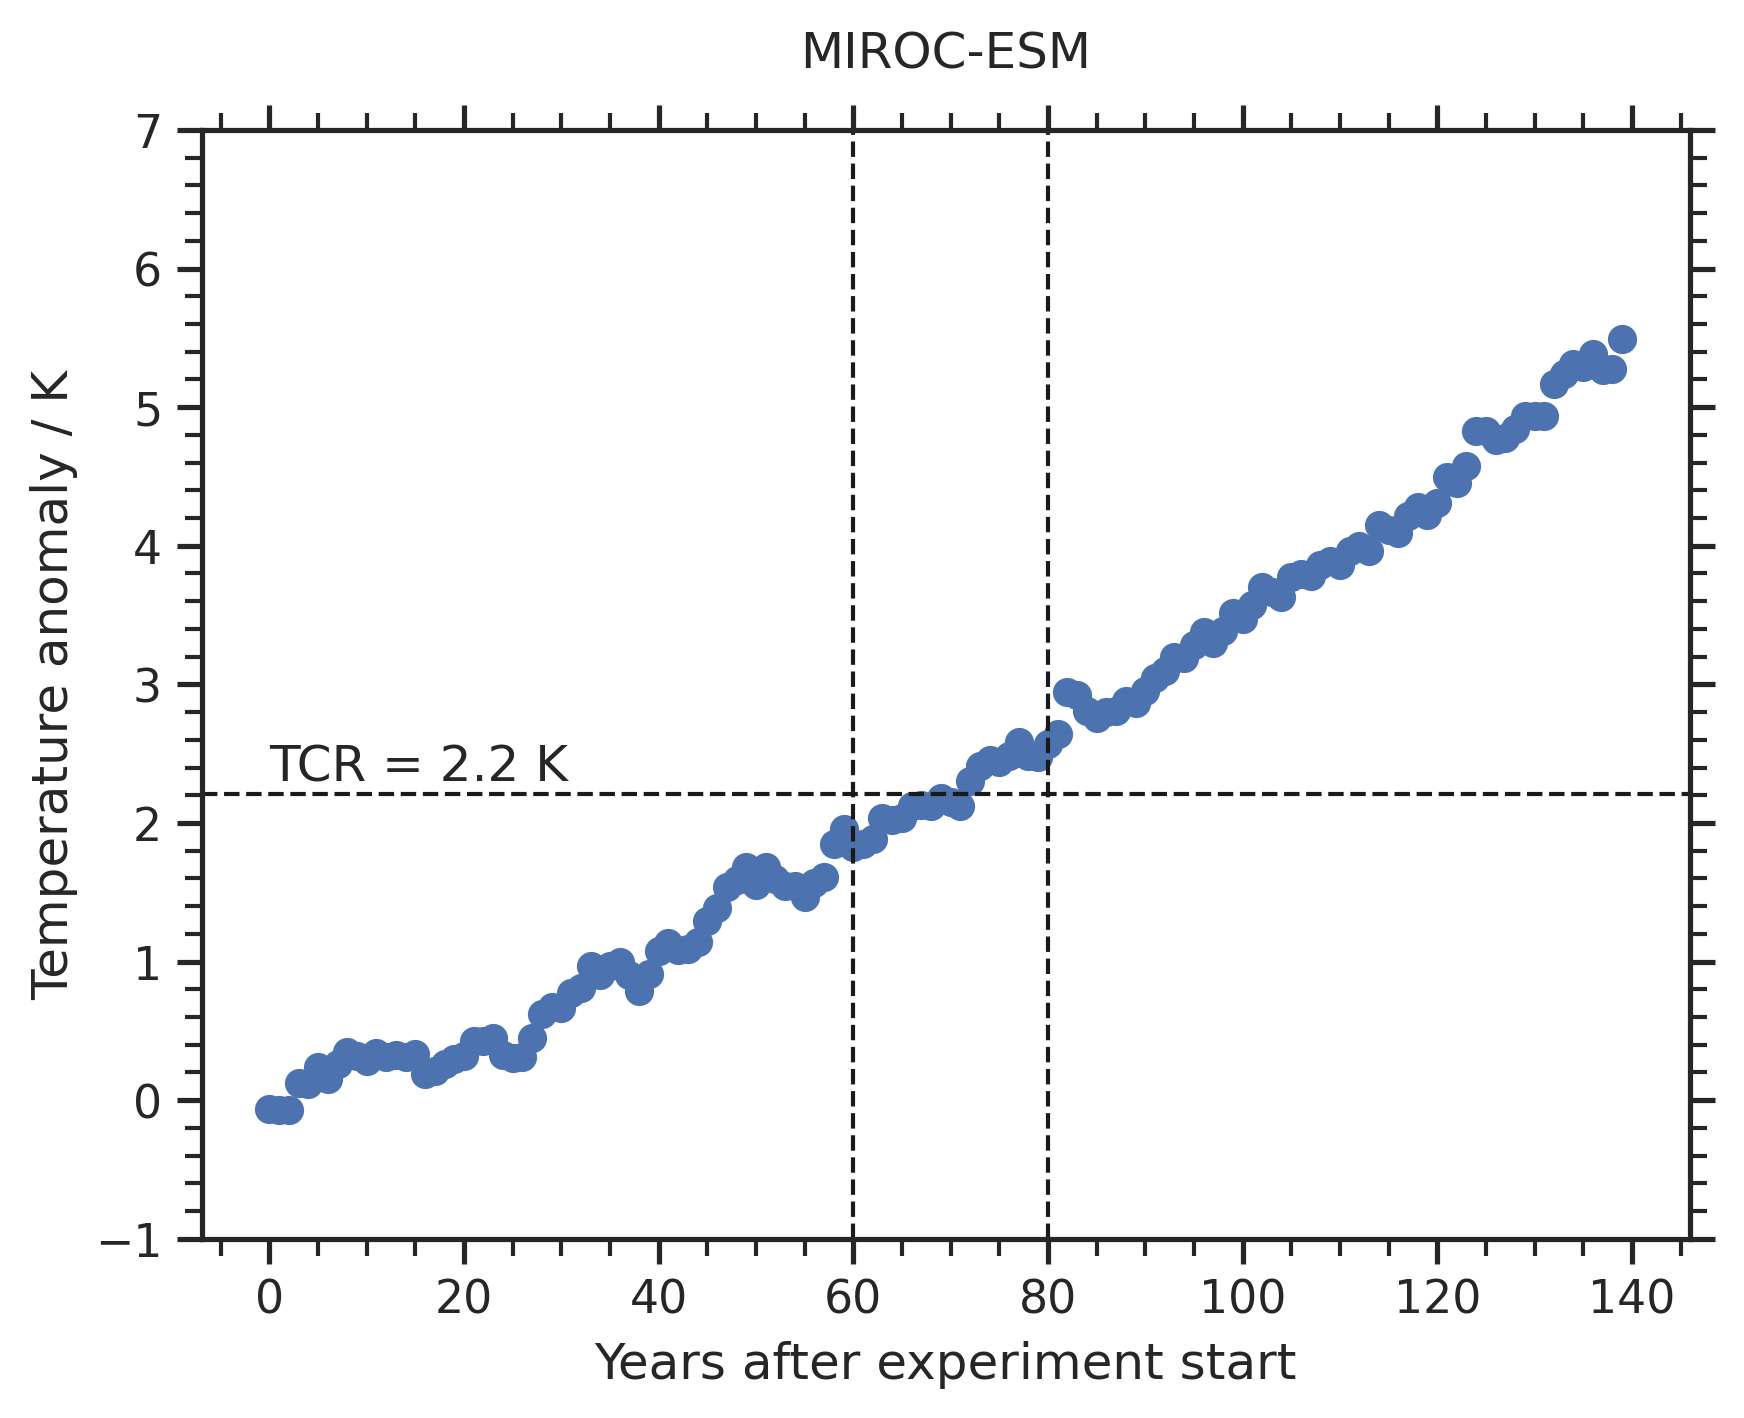 MIROC-ESM
7
6
5
4
3
2
1
0
−1
Temperature anomaly / K
TCR = 2.2 K
0 20 40 60 80 100 120 140
Years after experiment start